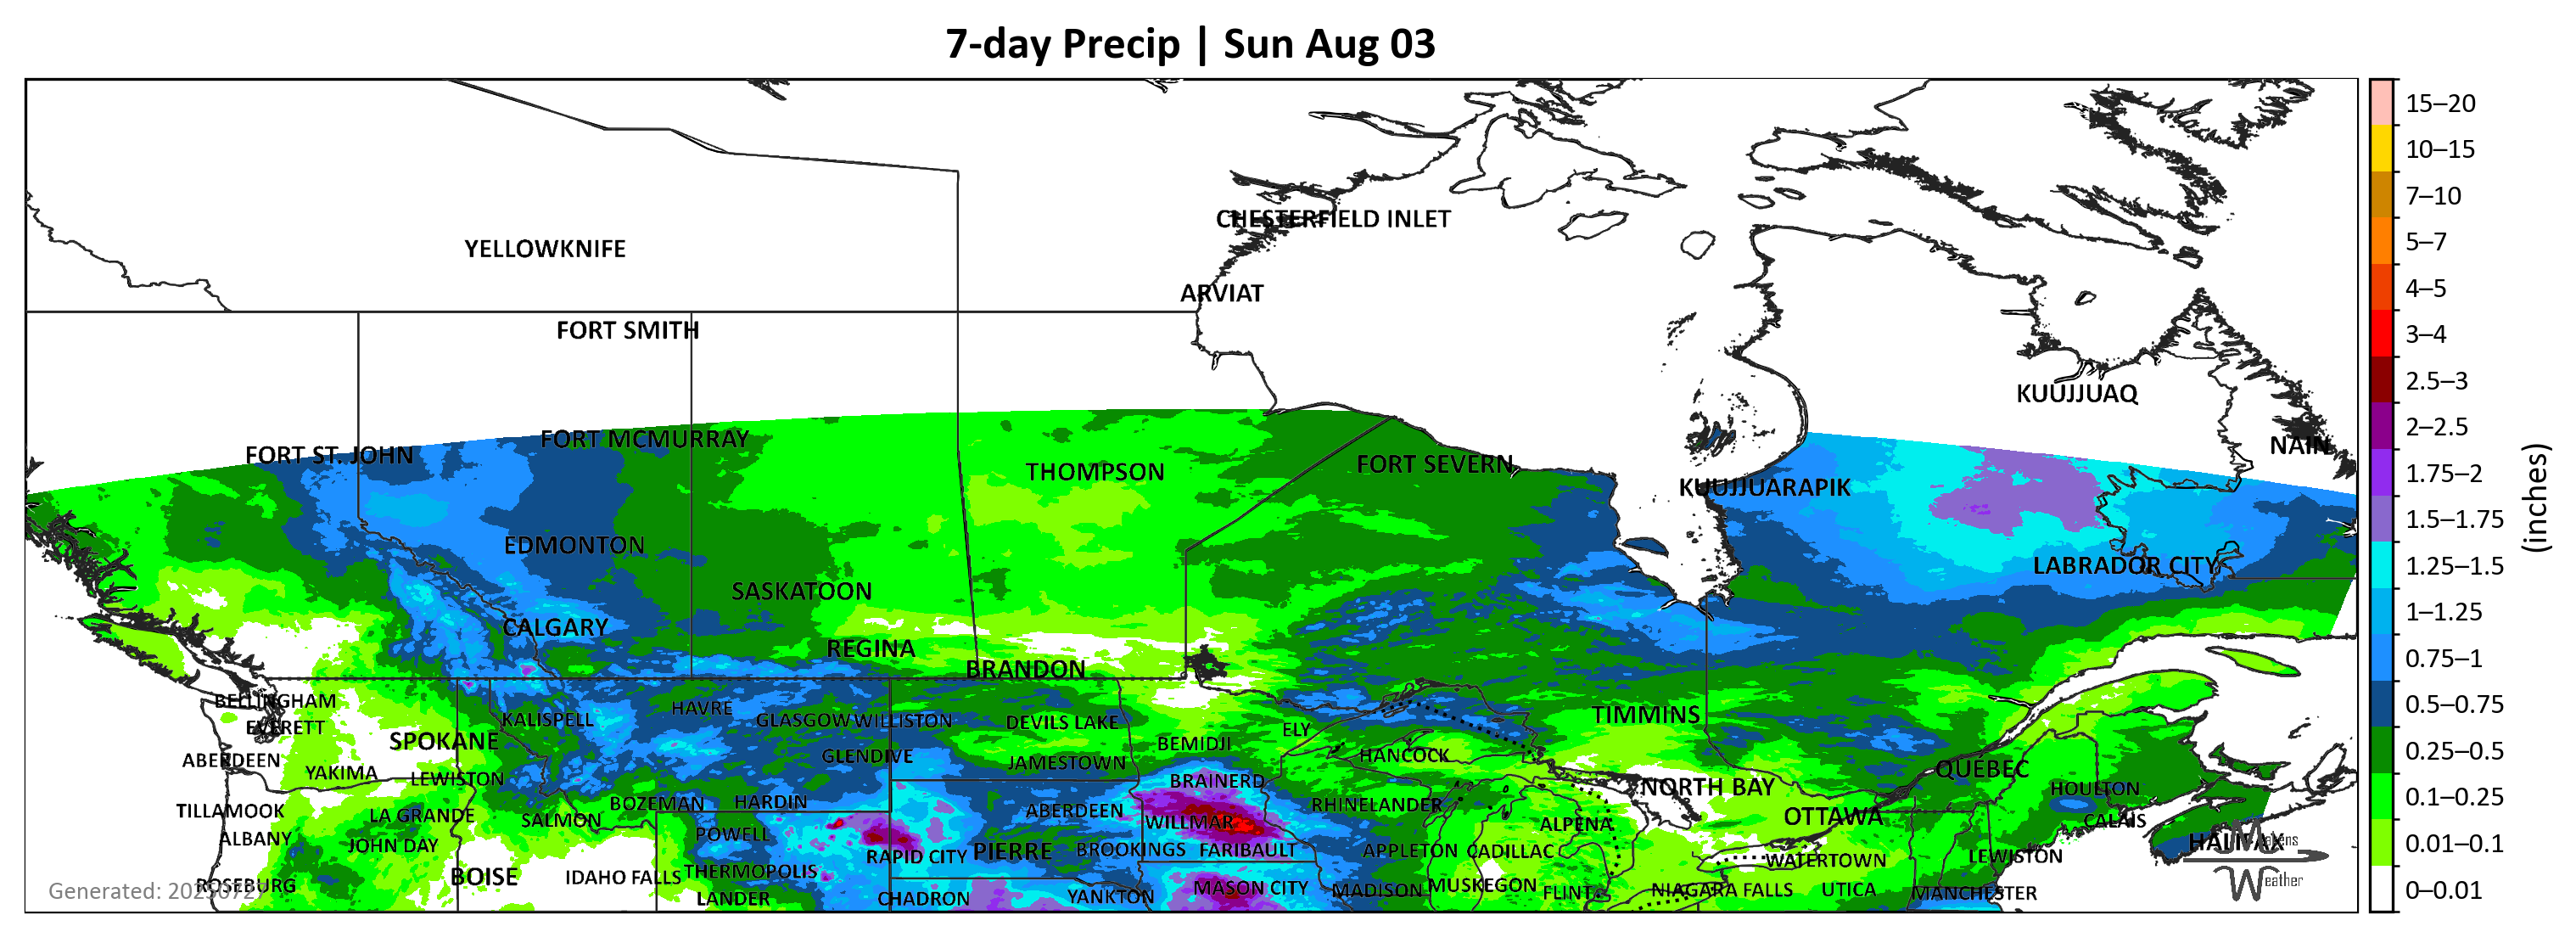 7-day Precip | Sun Aug 03
CHESTERFIELD INLET
YELLOWKNIFE
ARVIAT
FORT SMITH
KUUJJUAQ
FORT MCMURRAY
NAIN
FORT ST. JOHN
FORT SEVERN
THOMPSON
KUUJJUARAPIK
EDMONTON
LABRADOR CITY
SASKATOON
CALGARY
REGINA
BRANDON
BELLINGHAM
HAVRE
TIMMINS
KALISPELL
GLASGOW
WILLISTON
DEVILS LAKE
EVERETT
ELY
SPOKANE
BEMIDJI
GLENDIVE
HANCOCK
ABERDEEN
JAMESTOWN
QUÉBEC
YAKIMA
LEWISTON
BRAINERD
NORTH BAY
HOULTON
BOZEMAN
HARDIN
RHINELANDER
TILLAMOOK
LA GRANDE
SALMON
ABERDEEN
WILLMAR
ALPENA
OTTAWA
CALAIS
ALBANY
JOHN DAY
POWELL
RAPID CITY
PIERRE
BROOKINGS
FARIBAULT
APPLETON
CADILLAC
HALIFAX
WATERTOWN
LEWISTON
BOISE
IDAHO FALLS
THERMOPOLIS
ROSEBURG
MASON CITY
MADISON
MUSKEGON
FLINT
NIAGARA FALLS
UTICA
MANCHESTER
LANDER
CHADRON
YANKTON
Generated: 20250727
Weather
15–20
10–15
7–10
5–7
4–5
3–4
2.5–3
2–2.5
1.75–2
1.5–1.75
1.25–1.5
1–1.25
0.75–1
0.5–0.75
0.25–0.5
0.1–0.25
0.01–0.1
0–0.01
(inches)